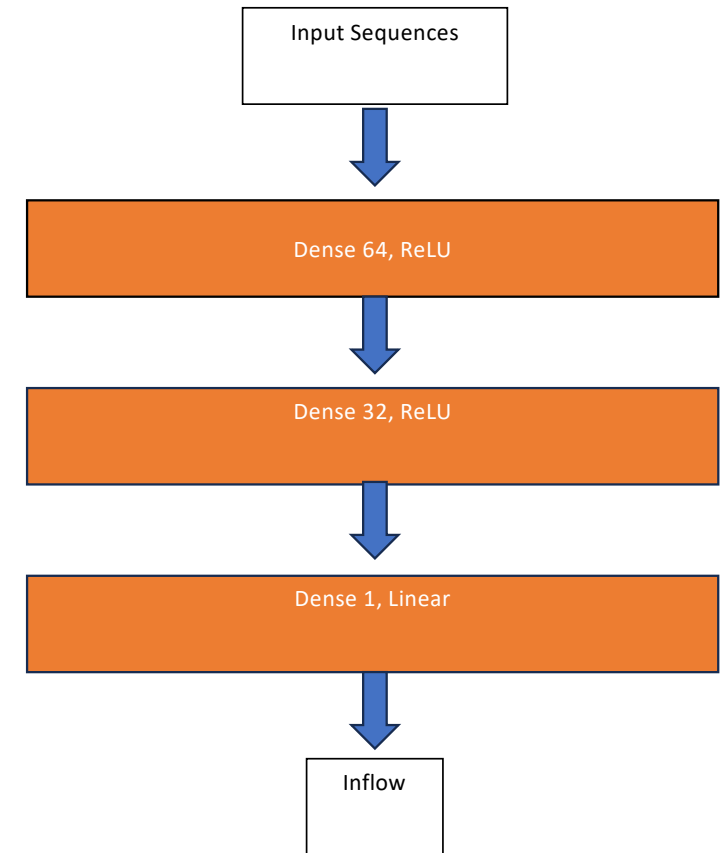 Input Sequences
Dense 64, ReLU
Dense 32, ReLU
Dense 1, Linear
Inflow